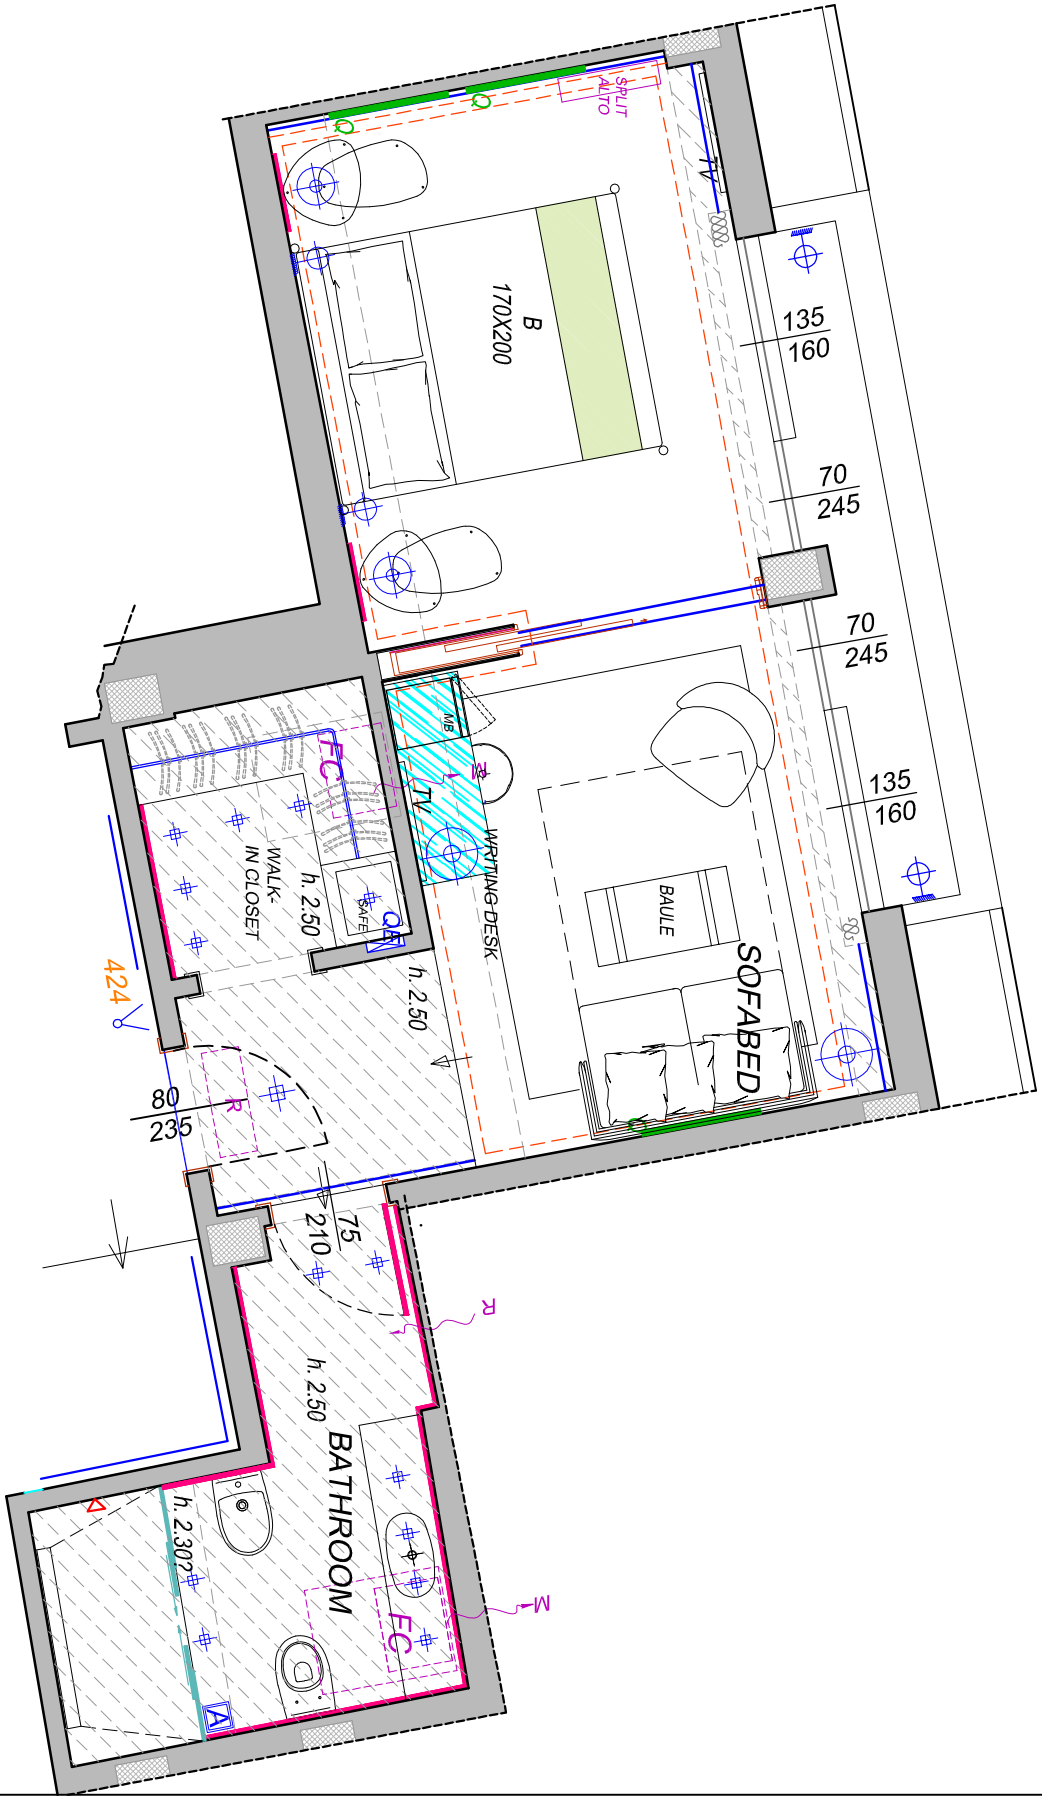 SPLIT
ALTO
Q
Q
TV
B
170X200
135
160
70
245
70
245
135
160
MB
M
TV
WRITING DESK
FC
WALK-
IN CLOSET
h. 2.50
SAFE
QE
BAULE
SOFABED
h. 2.50
424
80
235
R
Q
75
210
R
h. 2.50
BATHROOM
h. 2.30?
FC
M
A